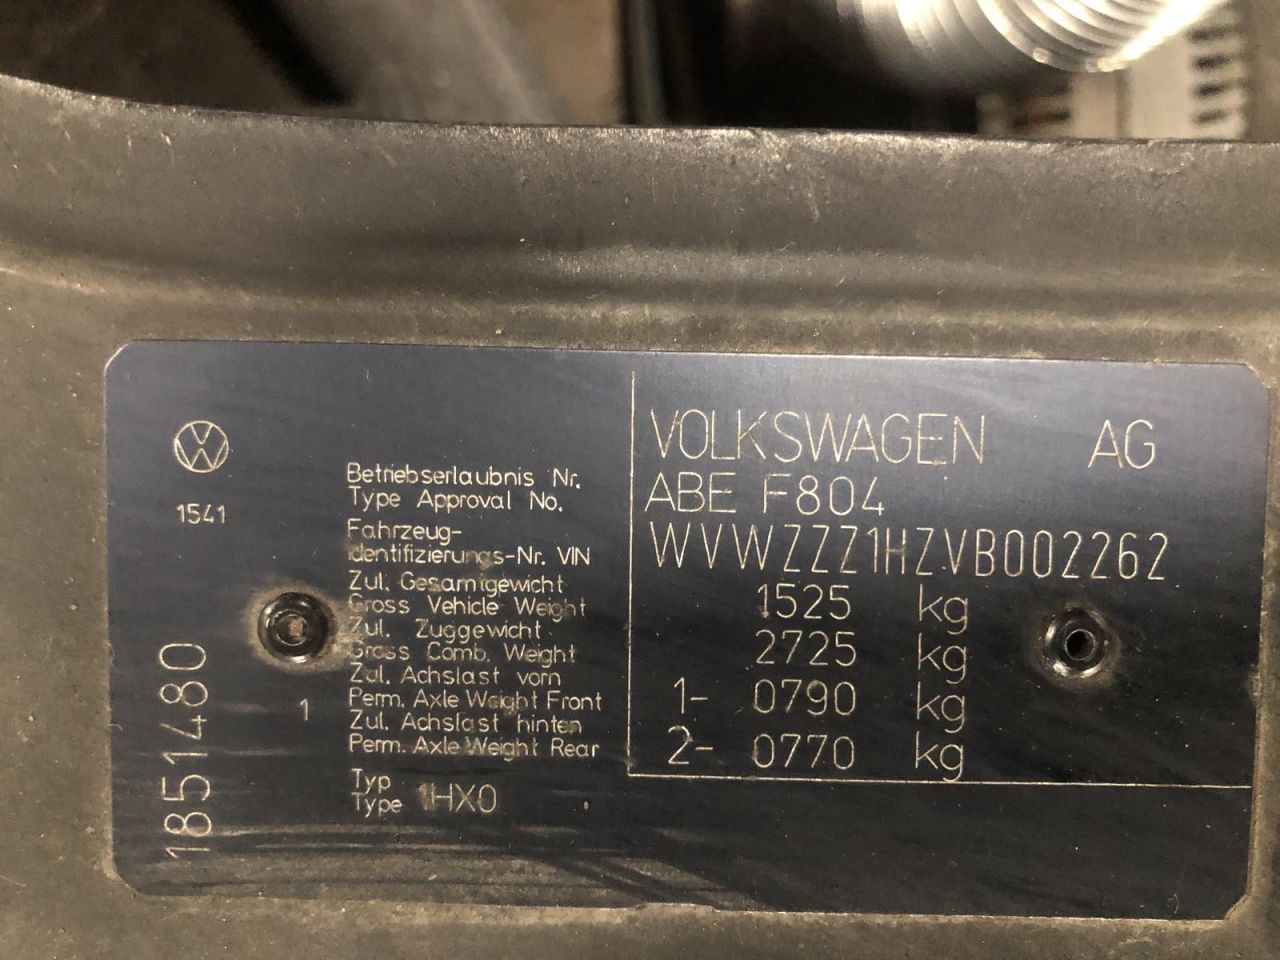 VOLKSWAGEN AG
Betriebserlaubnis Nr.
Type Approval No.
ABE F804
1541
Fahrzeug-
Identifizierungs-Nr. VIN
WVWZZZ1HZVB002262
Zul. Gesamtgewicht
Gross Vehicle Weight
1525 kg
Zul. Zuggewicht
Gross Comb. Weight
2725 kg
Zul. Achslast vorn
Perm. Axle Weight Front
1- 0790 kg
1
Zul. Achslast hinten
Perm. Axle Weight Rear
2- 0770 kg
Typ
Type 1HX0
1851480